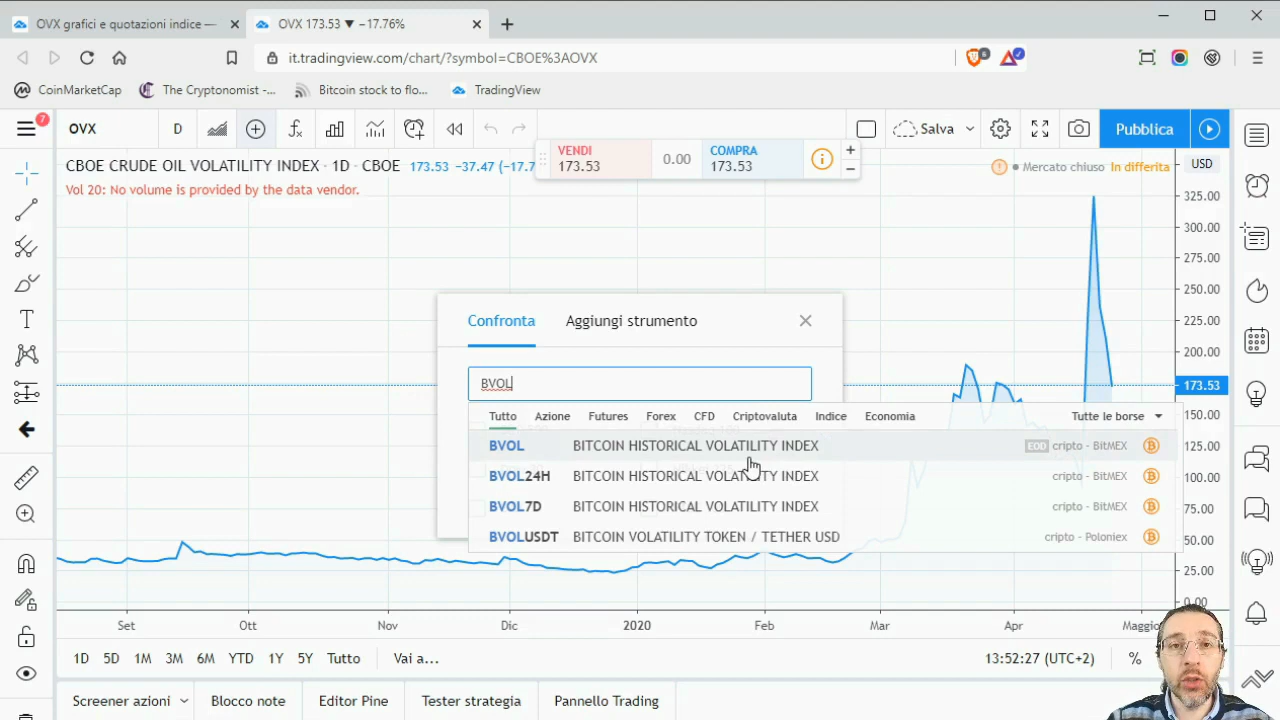 OVX grafici e quotazioni indice —
OVX 173.53 ▼ −17.76%
it.tradingview.com/chart/?symbol=CBOE%3AOVX
6
CoinMarketCap
The Cryptonomist -...
Bitcoin stock to flo...
TradingView
7
OVX
D
Salva
Pubblica
CBOE CRUDE OIL VOLATILITY INDEX · 1D · CBOE 173.53 −37.47 (−17.7
Vol 20: No volume is provided by the data vendor.
VENDI
173.53
0.00
COMPRA
173.53
Mercato chiuso
In differita
USD
325.00
300.00
275.00
250.00
225.00
200.00
173.53
150.00
125.00
100.00
75.00
50.00
25.00
0.00
Confronta
Aggiungi strumento
BVOL
Tutto Azione Futures Forex CFD Criptovaluta Indice Economia Tutte le borse
BVOL BITCOIN HISTORICAL VOLATILITY INDEX EOD cripto - BitMEX
BVOL24H BITCOIN HISTORICAL VOLATILITY INDEX cripto - BitMEX
BVOL7D BITCOIN HISTORICAL VOLATILITY INDEX cripto - BitMEX
BVOLUSDT BITCOIN VOLATILITY TOKEN / TETHER USD cripto - Poloniex
Set Ott Nov Dic 2020 Feb Mar Apr Maggio
1D 5D 1M 3M 6M YTD 1Y 5Y Tutto Vai a... 13:52:27 (UTC+2) %
Screener azioni Blocco note Editor Pine Tester strategia Pannello Trading